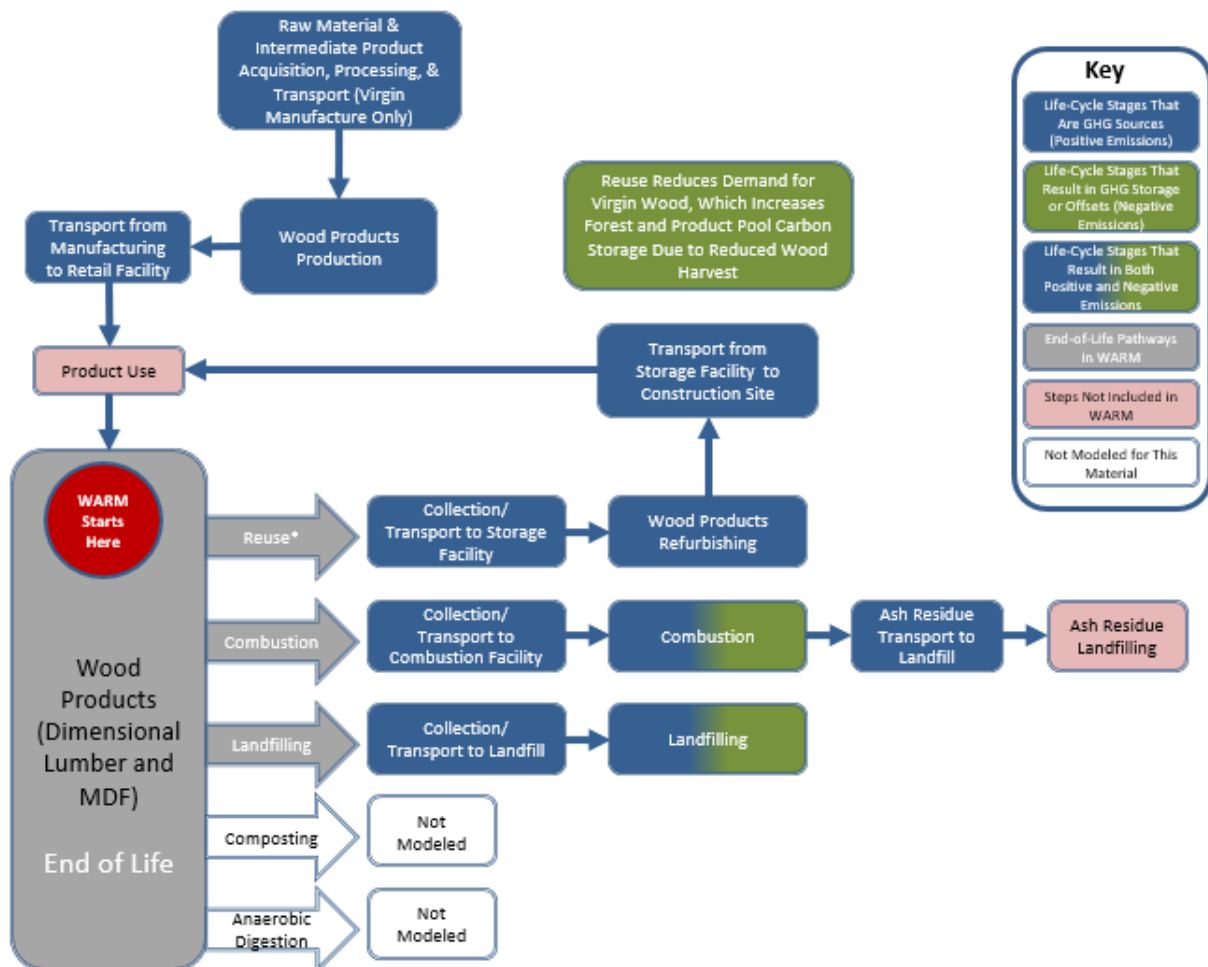 Raw Material &
Intermediate Product
Acquisition, Processing, &
Transport (Virgin
Manufacture Only)
Key
Life-Cycle Stages That
Are GHG Sources
(Positive Emissions)
Life-Cycle Stages That
Result in GHG Storage
or Offsets (Negative
Emissions)
Life-Cycle Stages That
Result in Both
Positive and Negative
Emissions
End-of-Life Pathways
in WARM
Steps Not Included in
WARM
Not Modeled for This
Material
Reuse Reduces Demand for
Virgin Wood, Which Increases
Forest and Product Pool Carbon
Storage Due to Reduced Wood
Harvest
Transport from
Manufacturing
to Retail Facility
Wood Products
Production
Product Use
Transport from
Storage Facility to
Construction Site
WARM
Starts
Here
Wood
Products
(Dimensional
Lumber and
MDF)
End of Life
Reuse*
Collection/
Transport to Storage
Facility
Wood Products
Refurbishing
Combustion
Collection/
Transport to
Combustion Facility
Combustion
Ash Residue
Transport to
Landfill
Ash Residue
Landfilling
Landfilling
Collection/
Transport to Landfill
Landfilling
Composting
Not
Modeled
Anaerobic
Digestion
Not
Modeled